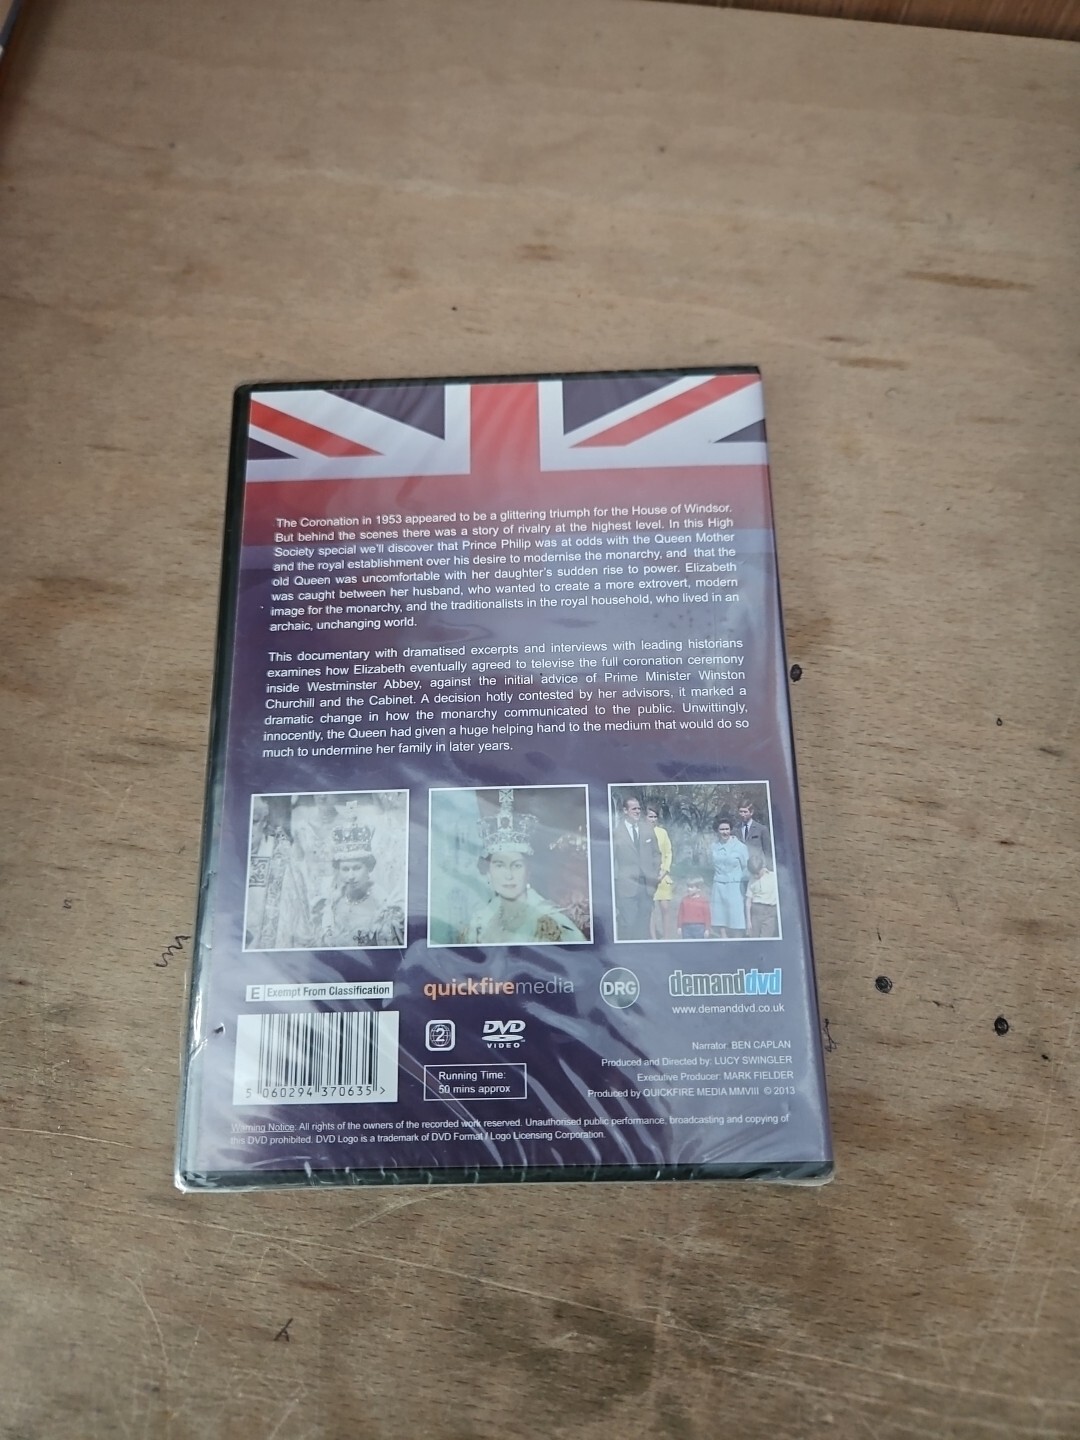 The Coronation in 1953 appeared to be a glittering triumph for the House of Windsor.
But behind the scenes there was a story of rivalry at the highest level. In this High
Society special we'll discover that Prince Philip was at odds with the Queen Mother
and the royal establishment over his desire to modernise the monarchy, and that the
old Queen was uncomfortable with her daughter's sudden rise to power. Elizabeth
was caught between her husband, who wanted to create a more extrovert, modern
image for the monarchy, and the traditionalists in the royal household, who lived in an
archaic, unchanging world.
This documentary with dramatised excerpts and interviews with leading historians
examines how Elizabeth eventually agreed to televise the full coronation ceremony
inside Westminster Abbey, against the initial advice of Prime Minister Winston
Churchill and the Cabinet. A decision hotly contested by her advisors, it marked a
dramatic change in how the monarchy communicated to the public. Unwittingly,
innocently, the Queen had given a huge helping hand to the medium that would do so
much to undermine her family in later years.
E Exempt From Classification
quickfiremedia
DRG
demanddvd
www.demanddvd.co.uk
2
DVD
VIDEO
Running Time:
50 mins approx
5 060294 370635 >
Narrator: BEN CAPLAN
Produced and Directed by: LUCY SWINGLER
Executive Producer: MARK FIELDER
Produced by QUICKFIRE MEDIA MMVIII © 2013
Warning Notice: All rights of the owners of the recorded work reserved. Unauthorised public performance, broadcasting and copying of
this DVD prohibited. DVD Logo is a trademark of DVD Format / Logo Licensing Corporation.